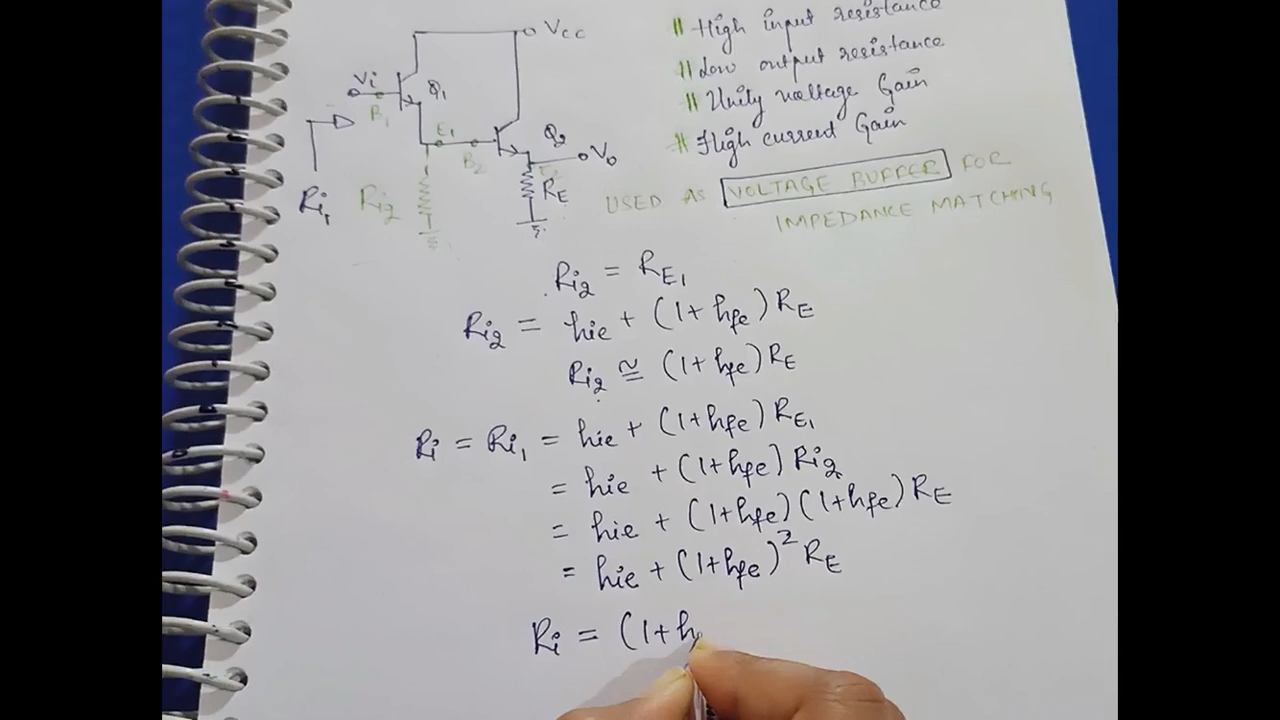 High input resistance
Low output resistance
Unity voltage Gain
High current Gain
USED AS VOLTAGE BUFFER FOR
IMPEDANCE MATCHING
Vcc
Vi
Q1
B1
E1
B2
Q2
Vo
Ri1
Ri2
RE
Ri2 = RE1
Ri2 = hie + (1+hfe)RE
Ri2 ≅ (1+hfe)RE
Ri = Ri1 = hie + (1+hfe)RE1
= hie + (1+hfe)Ri2
= hie + (1+hfe)(1+hfe)RE
= hie + (1+hfe)² RE
Ri = (1+h